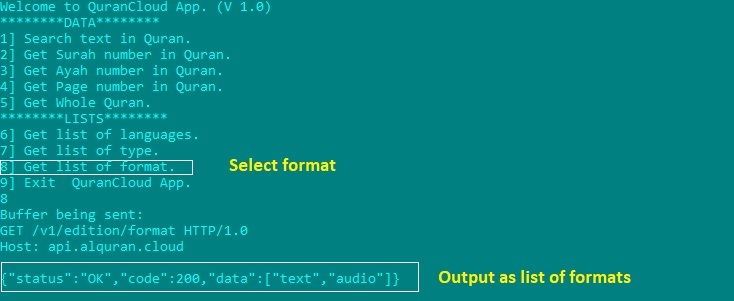 Welcome to QuranCloud App. (V 1.0)
********DATA********
1] Search text in Quran.
2] Get Surah number in Quran.
3] Get Ayah number in Quran.
4] Get Page number in Quran.
5] Get Whole Quran.
********LISTS********
6] Get list of languages.
7] Get list of type.
8] Get list of format. Select format
9] Exit  QuranCloud App.
8
Buffer being sent:
GET /v1/edition/format HTTP/1.0
Host: api.alquran.cloud
{"status":"OK","code":200,"data":["text","audio"]} Output as list of formats